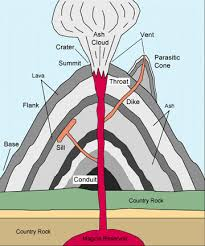 Ash
Cloud
Vent
Crater
Parasitic
Cone
Summit
Throat
Lava
Flank
Dike
Ash
Base
Sill
Conduit
Country Rock
Country Rock
Magma Reservoir